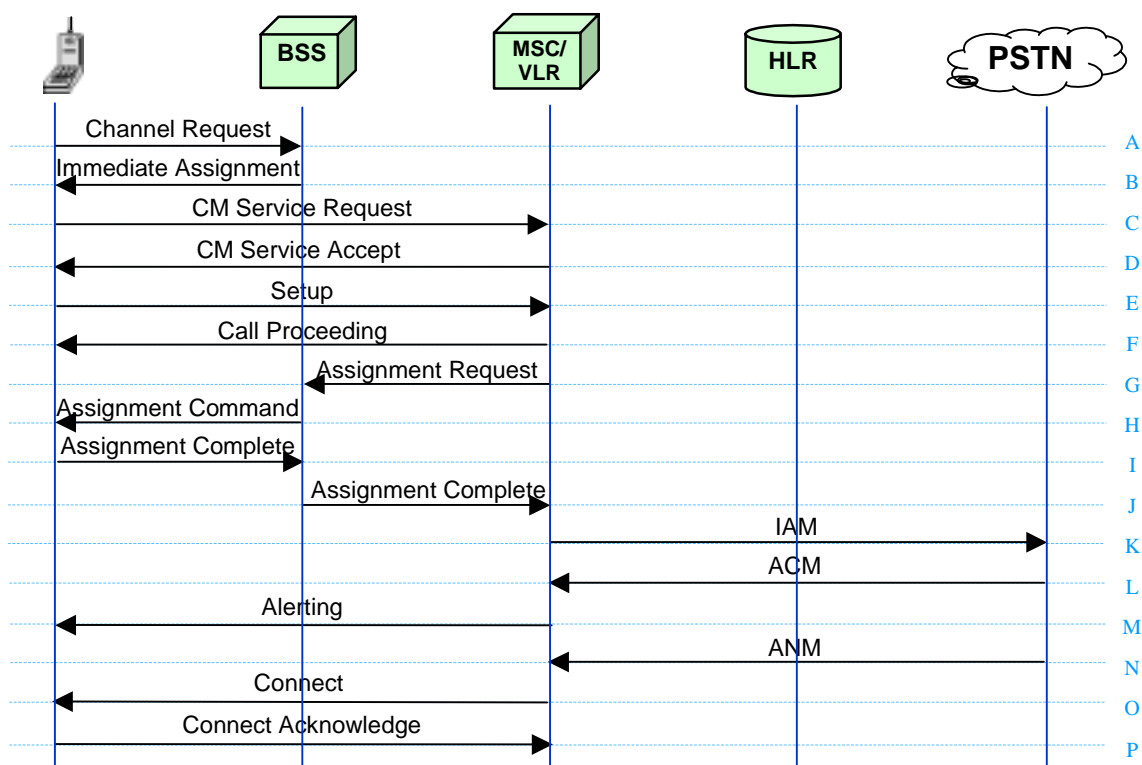 BSS
MSC/
VLR
HLR
PSTN
Channel Request
A
Immediate Assignment
B
CM Service Request
C
CM Service Accept
D
Setup
E
Call Proceeding
F
Assignment Request
G
Assignment Command
H
Assignment Complete
I
Assignment Complete
J
IAM
K
ACM
L
Alerting
M
ANM
N
Connect
O
Connect Acknowledge
P